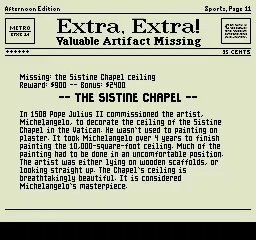 Afternoon Edition Sports, Page 11
METRO
Extra, Extra!
Valuable Artifact Missing
35 CENTS
Missing: the Sistine Chapel ceiling
Reward: $900 -- Bonus: $2400
-- THE SISTINE CHAPEL --
In 1508 Pope Julius II commissioned the artist,
Michelangelo, to decorate the ceiling of the Sistine
Chapel in the Vatican. He wasn't used to painting on
plaster. It took Michelangelo over 4 years to finish
painting the 10,000-square-foot ceiling. Much of the
painting had to be done in an uncomfortable position.
The artist was either lying on wooden scaffolds, or
looking straight up. The Chapel's ceiling is
breathtakingly beautiful. It is considered
Michelangelo's masterpiece.